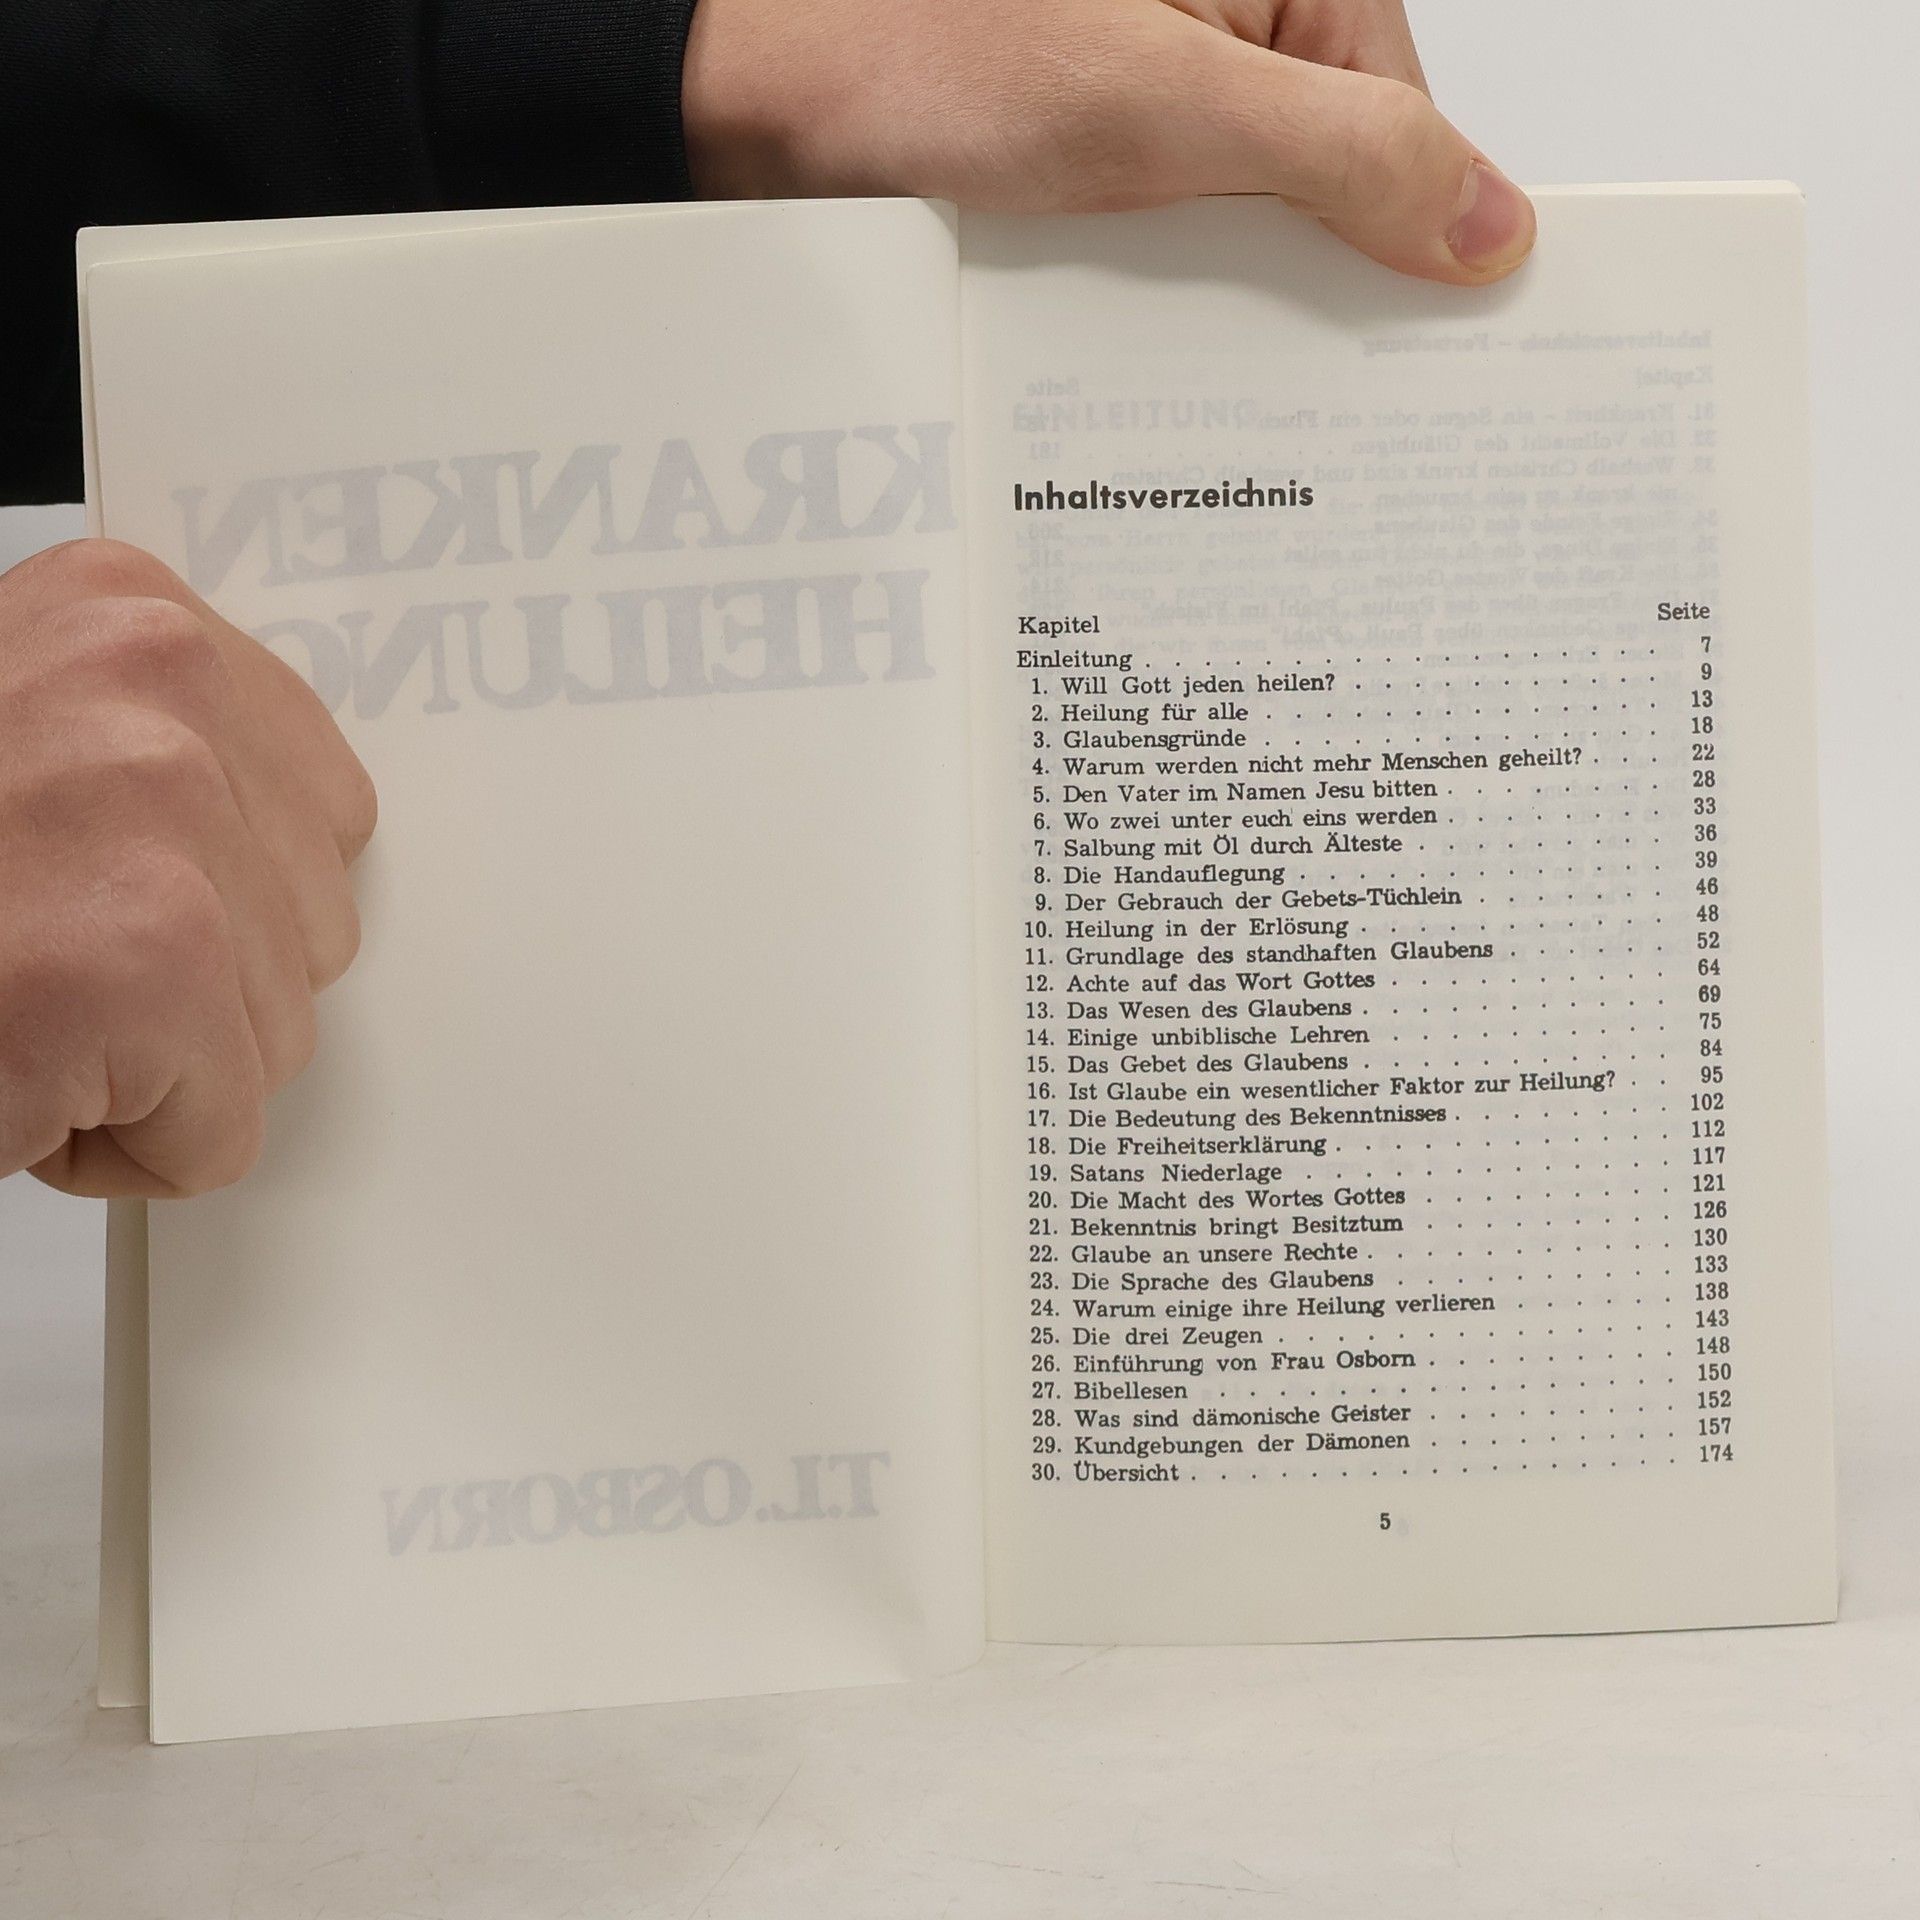 KRANKEN
HEILUNG
T.L. OSBORN
Inhaltsverzeichnis
Kapitel Seite
Einleitung . . . . . . . . . . . . . . . . . . 7
1. Will Gott jeden heilen? . . . . . . . . . . . 9
2. Heilung für alle . . . . . . . . . . . . . . 13
3. Glaubensgründe . . . . . . . . . . . . . . 18
4. Warum werden nicht mehr Menschen geheilt? . . . 22
5. Den Vater im Namen Jesu bitten . . . . . . . . 28
6. Wo zwei unter euch eins werden . . . . . . . . 33
7. Salbung mit Öl durch Älteste . . . . . . . . . 36
8. Die Handauflegung . . . . . . . . . . . . . 39
9. Der Gebrauch der Gebets-Tüchlein . . . . . . . 46
10. Heilung in der Erlösung . . . . . . . . . . . 48
11. Grundlage des standhaften Glaubens . . . . . . 52
12. Achte auf das Wort Gottes . . . . . . . . . . 64
13. Das Wesen des Glaubens . . . . . . . . . . . 69
14. Einige unbiblische Lehren . . . . . . . . . . 75
15. Das Gebet des Glaubens . . . . . . . . . . . 84
16. Ist Glaube ein wesentlicher Faktor zur Heilung? . . 95
17. Die Bedeutung des Bekenntnisses . . . . . . . . 102
18. Die Freiheitserklärung . . . . . . . . . . . . 112
19. Satans Niederlage . . . . . . . . . . . . . 117
20. Die Macht des Wortes Gottes . . . . . . . . . 121
21. Bekenntnis bringt Besitztum . . . . . . . . . 126
22. Glaube an unsere Rechte . . . . . . . . . . . 130
23. Die Sprache des Glaubens . . . . . . . . . . 133
24. Warum einige ihre Heilung verlieren . . . . . . 138
25. Die drei Zeugen . . . . . . . . . . . . . . 143
26. Einführung von Frau Osborn . . . . . . . . . 148
27. Bibellesen . . . . . . . . . . . . . . . . 150
28. Was sind dämonische Geister . . . . . . . . . 152
29. Kundgebungen der Dämonen . . . . . . . . . 157
30. Übersicht . . . . . . . . . . . . . . . . . 174
5